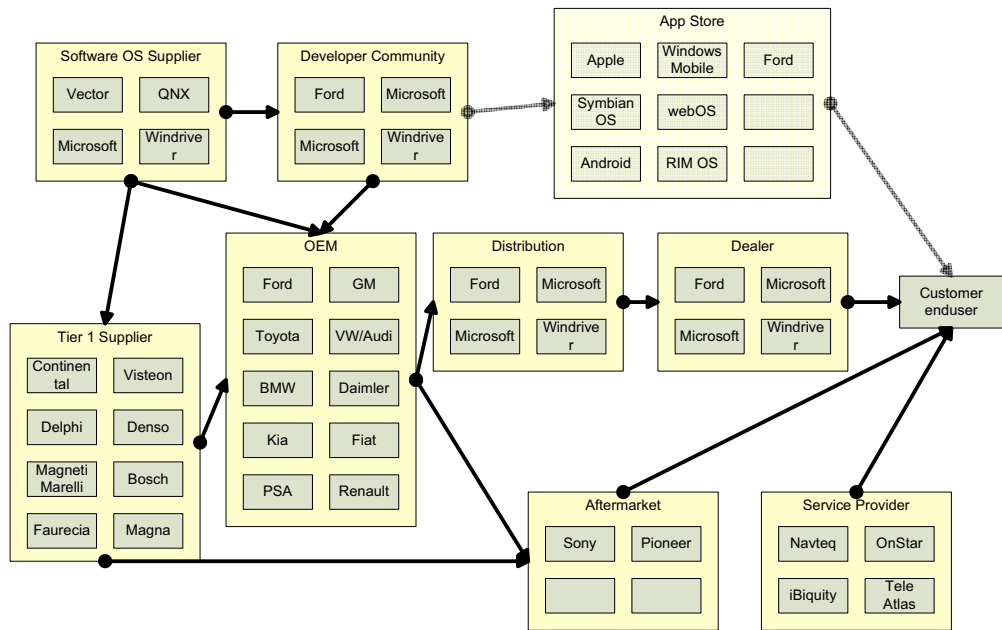 App Store
Apple
Windows
Mobile
Ford
Symbian
OS
webOS
Android
RIM OS
Software OS Supplier
Vector
QNX
Microsoft
Windrive
r
Developer Community
Ford
Microsoft
Microsoft
Windrive
r
OEM
Ford
GM
Toyota
VW/Audi
BMW
Daimler
Kia
Fiat
PSA
Renault
Distribution
Ford
Microsoft
Microsoft
Windrive
r
Dealer
Ford
Microsoft
Microsoft
Windrive
r
Customer
enduser
Tier 1 Supplier
Continen
tal
Visteon
Delphi
Denso
Magneti
Marelli
Bosch
Faurecia
Magna
Aftermarket
Sony
Pioneer
Service Provider
Navteq
OnStar
iBiquity
Tele
Atlas